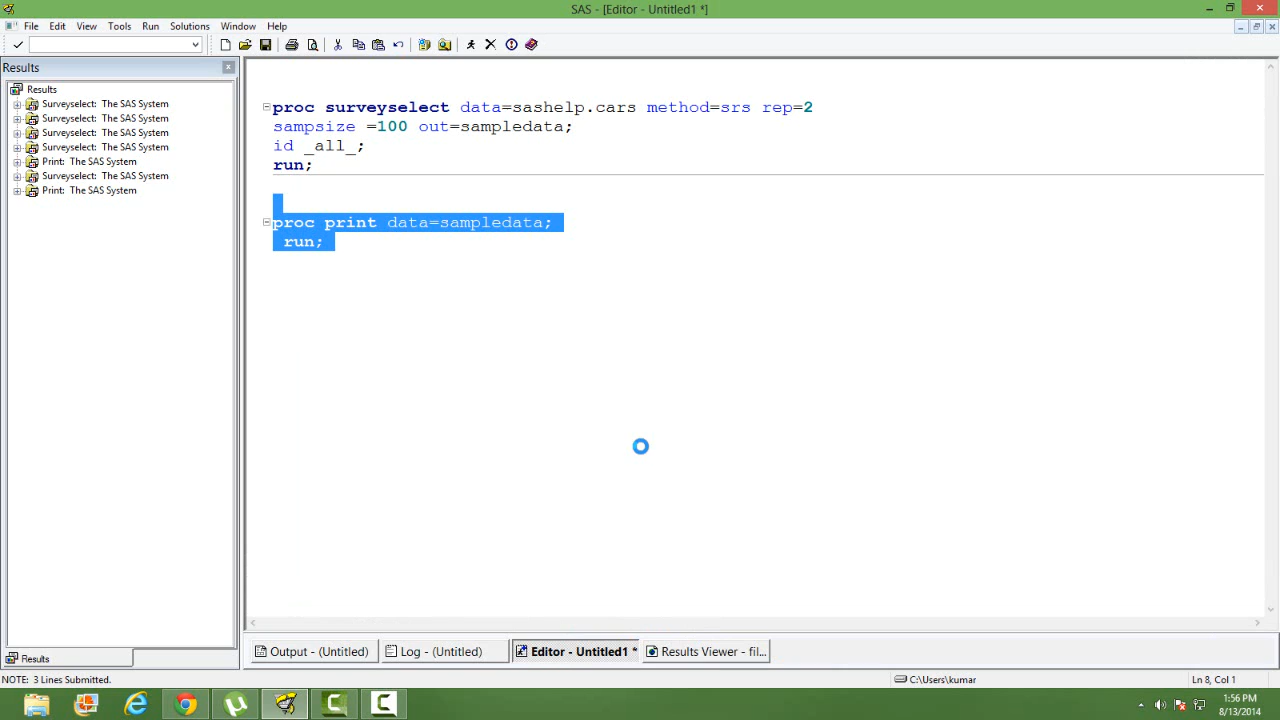 SAS - [Editor - Untitled1 *]
File Edit View Tools Run Solutions Window Help
Results
Results
Surveyselect: The SAS System
Surveyselect: The SAS System
Surveyselect: The SAS System
Surveyselect: The SAS System
Print: The SAS System
Surveyselect: The SAS System
Print: The SAS System
proc surveyselect data=sashelp.cars method=srs rep=2
sampsize =100 out=sampledata;
id _all_;
run;
proc print data=sampledata;
run;
Results
Output - (Untitled) Log - (Untitled) Editor - Untitled1 * Results Viewer - fil...
NOTE: 3 Lines Submitted. C:\Users\kumar Ln 8, Col 1
1:56 PM
8/13/2014